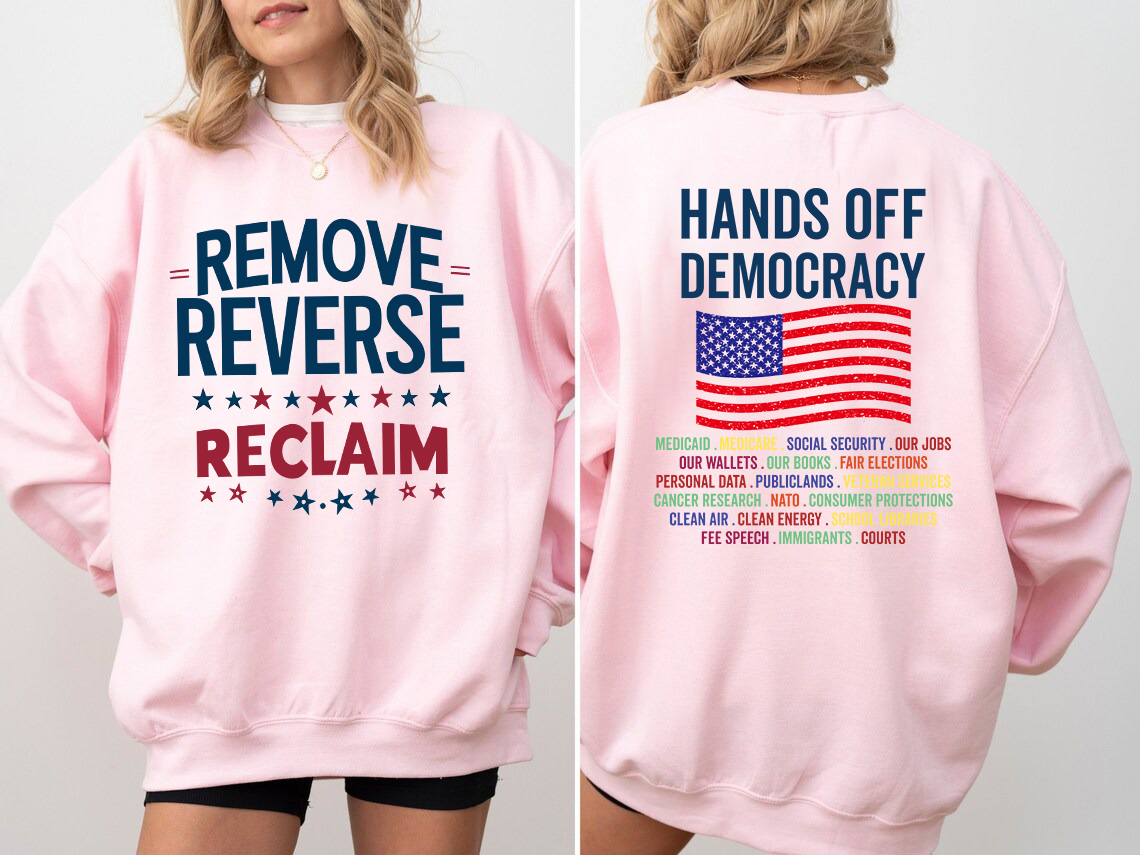 REMOVE
REVERSE
RECLAIM
HANDS OFF
DEMOCRACY
MEDICAID . MEDICARE . SOCIAL SECURITY . OUR JOBS
OUR WALLETS . OUR BOOKS . FAIR ELECTIONS
PERSONAL DATA . PUBLICLANDS . VETERAN SERVICES
CANCER RESEARCH . NATO . CONSUMER PROTECTIONS
CLEAN AIR . CLEAN ENERGY . SCHOOL LIBRARIES
FEE SPEECH . IMMIGRANTS . COURTS